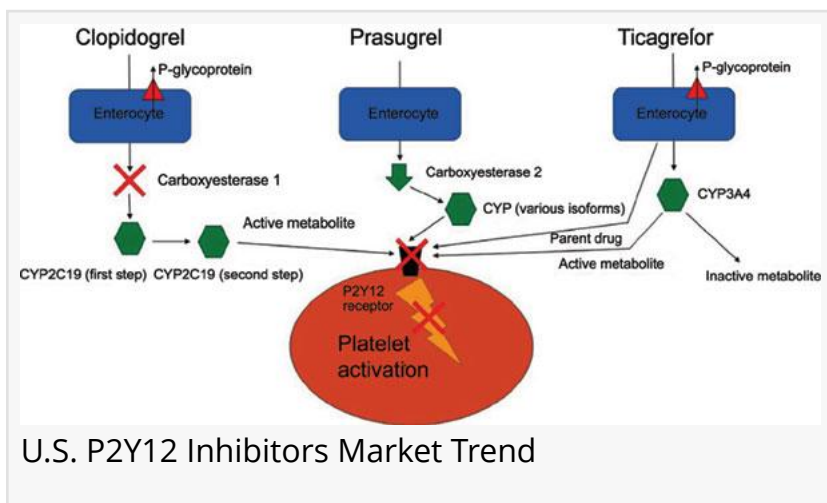 Clopidogrel
Prasugrel
Ticagrefor
P-glycoprotein
P-glycoprotein
Enterocyte
Enterocyte
Enterocyte
Carboxyesterase 1
Carboxyesterase 2
CYP3A4
CYP (various isoforms)
Active metabolite
Parent drug
Active metabolite
Inactive metabolite
CYP2C19 (first step) CYP2C19 (second step)
P2Y12
receptor
Platelet
activation
U.S. P2Y12 Inhibitors Market Trend